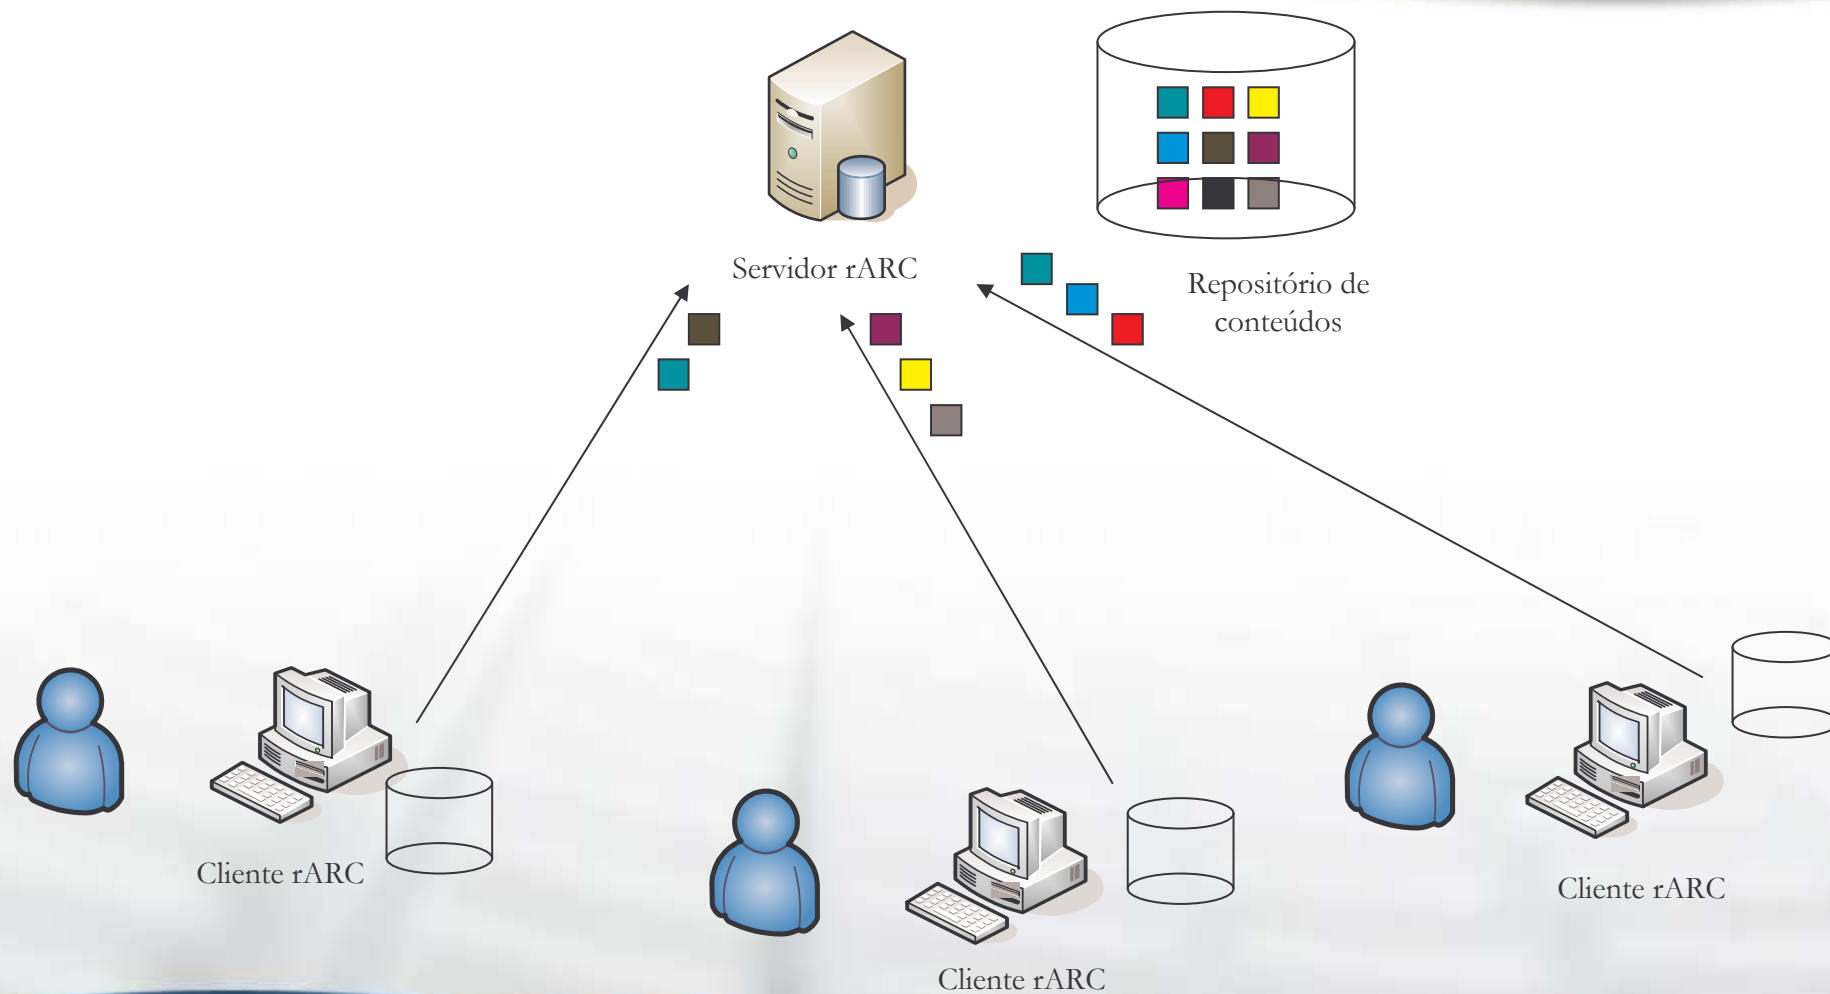 Servidor rARC
Repositório de
conteúdos
Cliente rARC
Cliente rARC
Cliente rARC